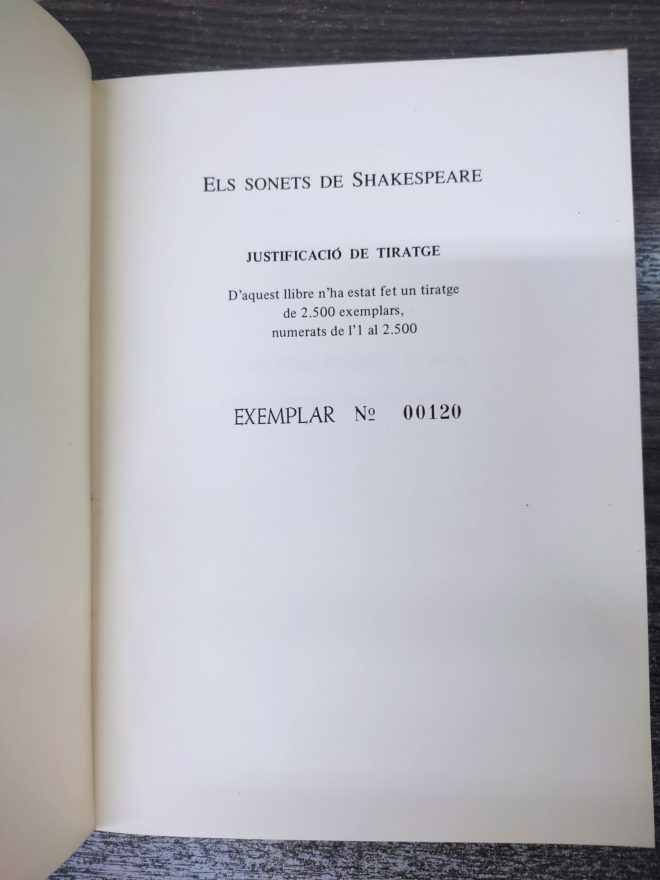 ELS SONETS DE SHAKESPEARE
JUSTIFICACIÓ DE TIRATGE
D'aquest llibre n'ha estat fet un tiratge
de 2.500 exemplars,
numerats de l'1 al 2.500
EXEMPLAR Nº 00120